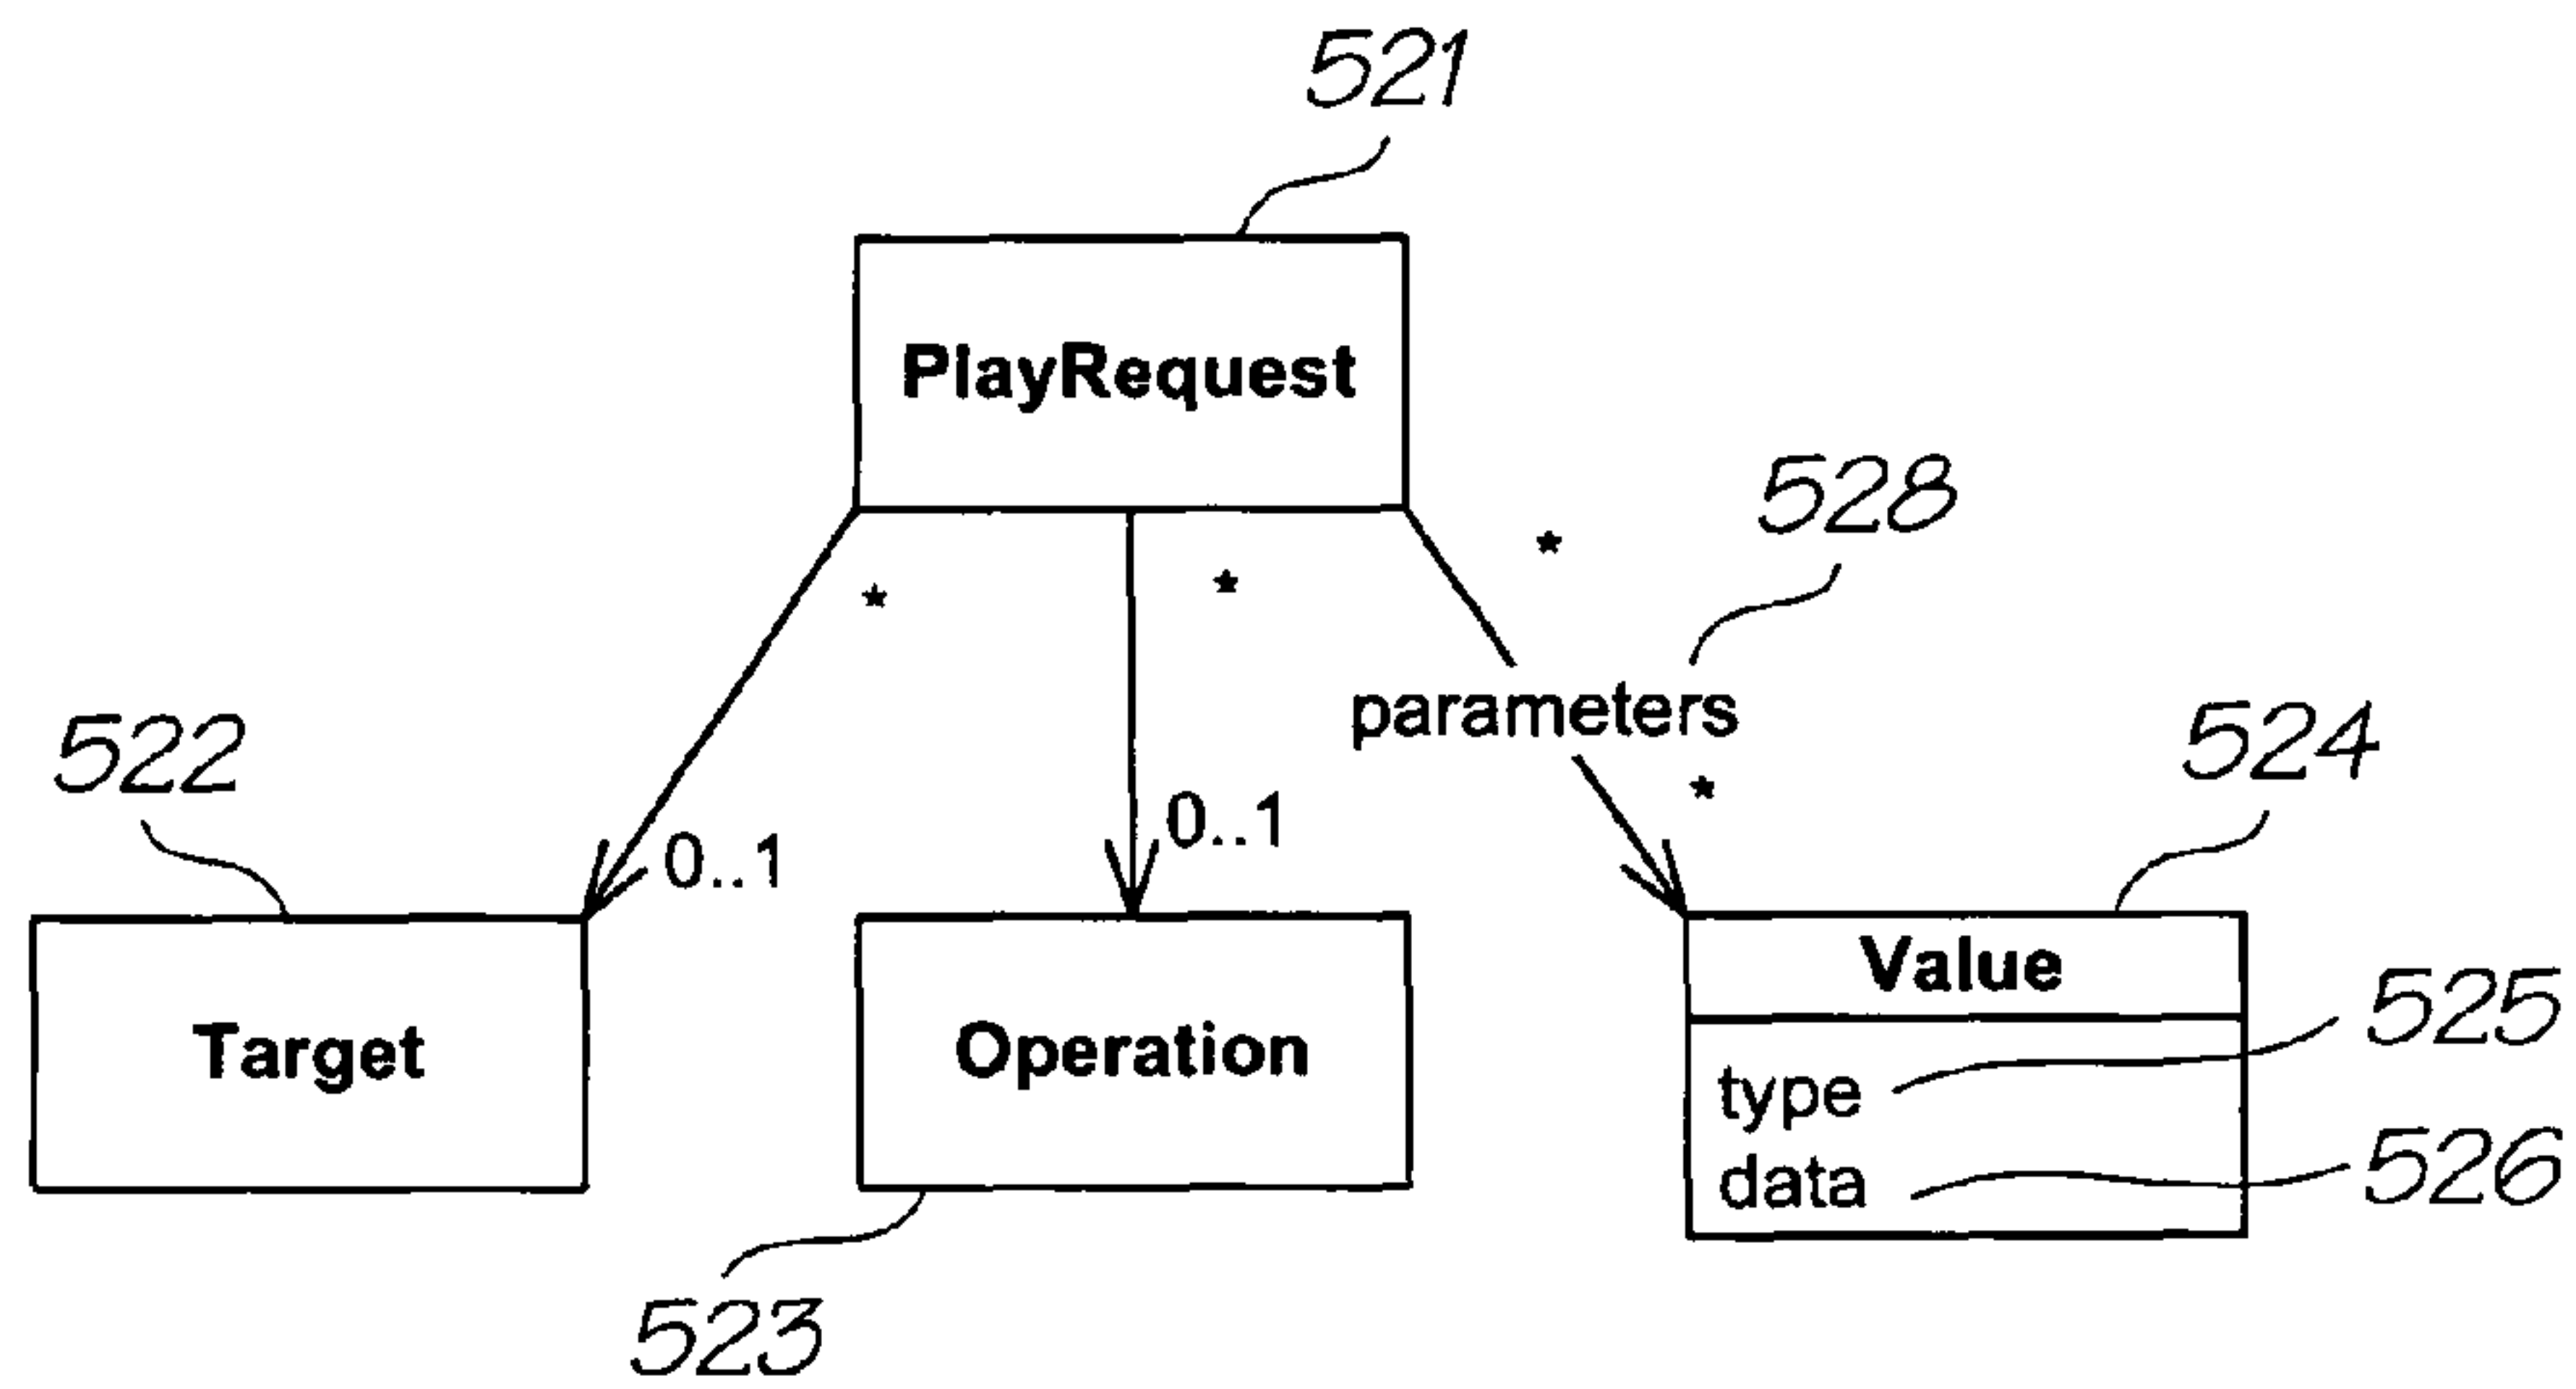 521
PlayRequest
528
*
*
*
parameters
522
524
*
0..1
0..1
Value
525
Target
Operation
type
data
526
523